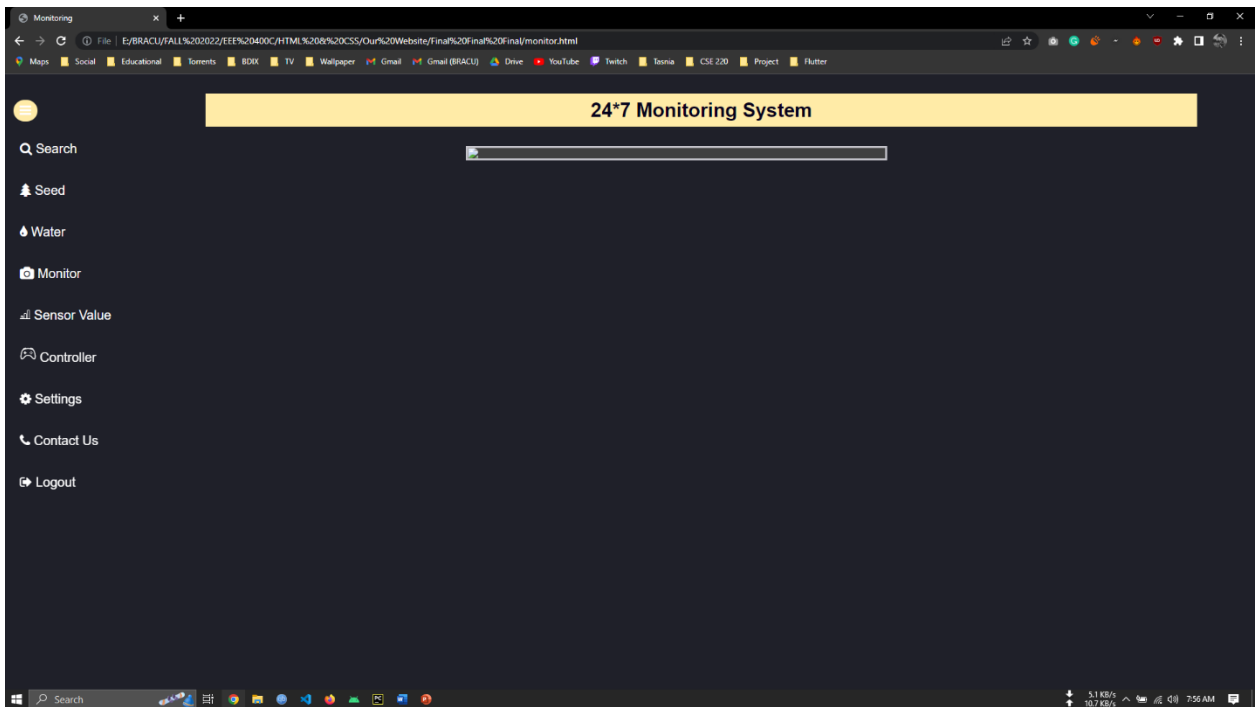 Monitoring
File E:/BRACU/FALL%202022/EEE%20400C/HTML%20&%20CSS/Our%20Website/Final%20Final%20Final/monitor.html
Maps Social Educational Torrents BDIX TV Wallpaper Gmail Gmail (BRACU) Drive YouTube Twitch Tasnia CSE 220 Project Flutter
24*7 Monitoring System
Search
Seed
Water
Monitor
Sensor Value
Controller
Settings
Contact Us
Logout
Search
5.1 KB/s
10.7 KB/s
7:56 AM